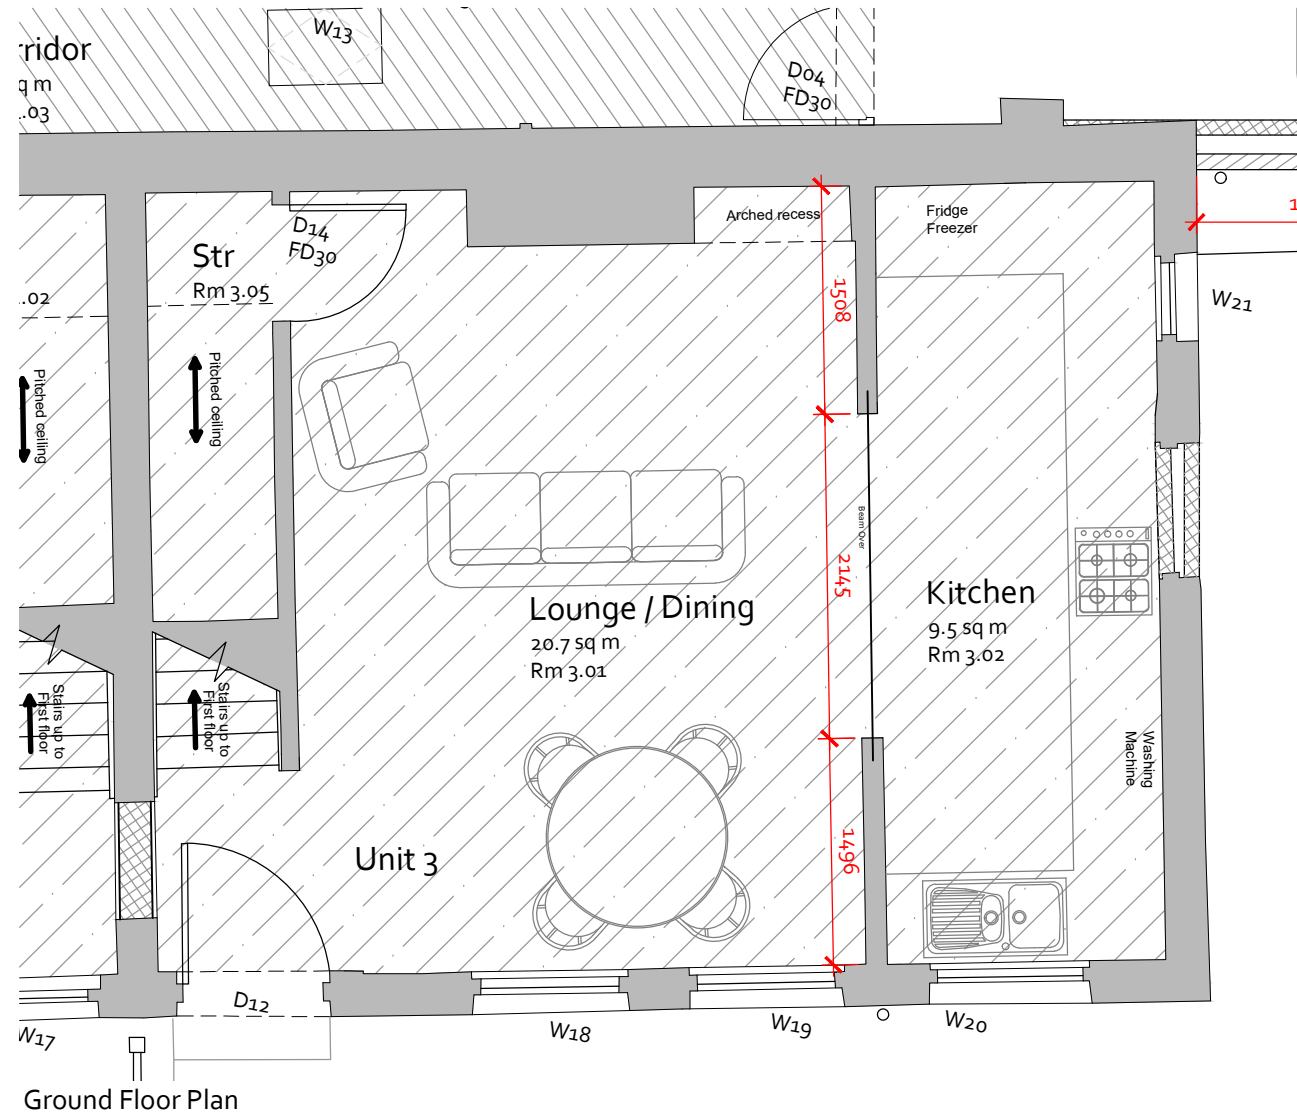 W13
rridor
q m
.03
D04
FD30
Arched recess
Fridge
Freezer
D14
FD30
Str
Rm 3.05
.02
1508
1
W21
Pitched ceiling
Pitched ceiling
Beam Over
2145
Lounge / Dining
20.7 sq m
Rm 3.01
Kitchen
9.5 sq m
Rm 3.02
Stairs up to
First floor
Stairs up to
First floor
Washing
Machine
1496
Unit 3
D12
W17
W18
W19
W20
Ground Floor Plan